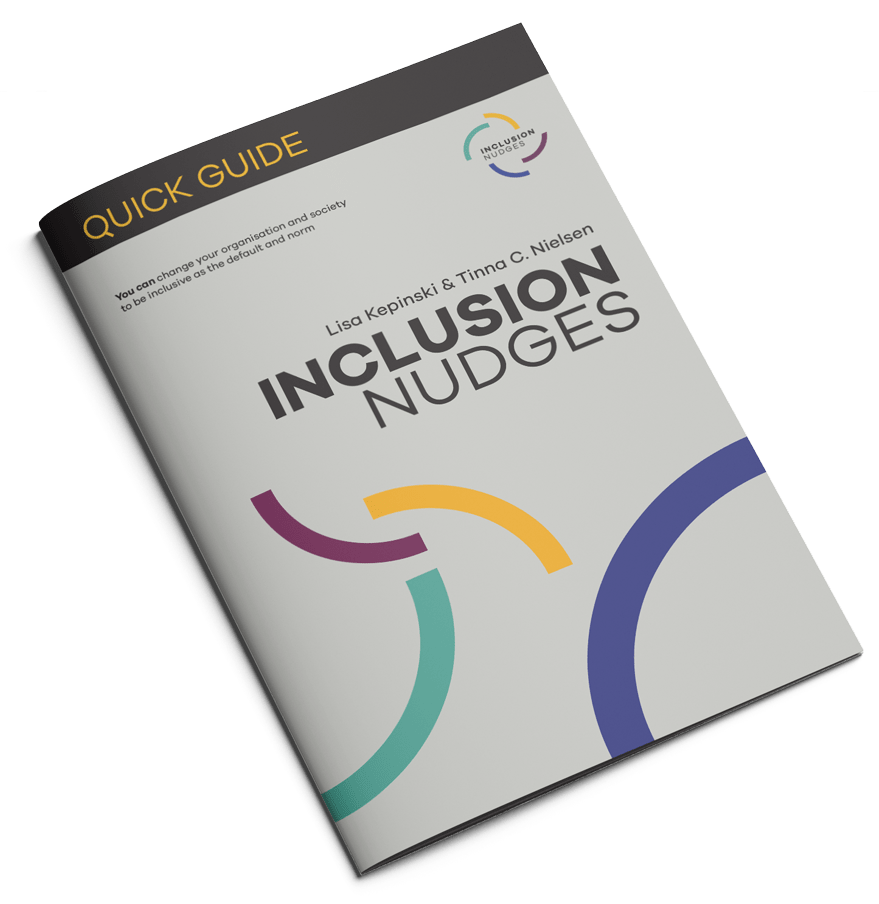 QUICK GUIDE
INCLUSION
NUDGES
You can change your organisation and society
to be inclusive as the default and norm
Lisa Kepinski & Tinna C. Nielsen
INCLUSION
NUDGES